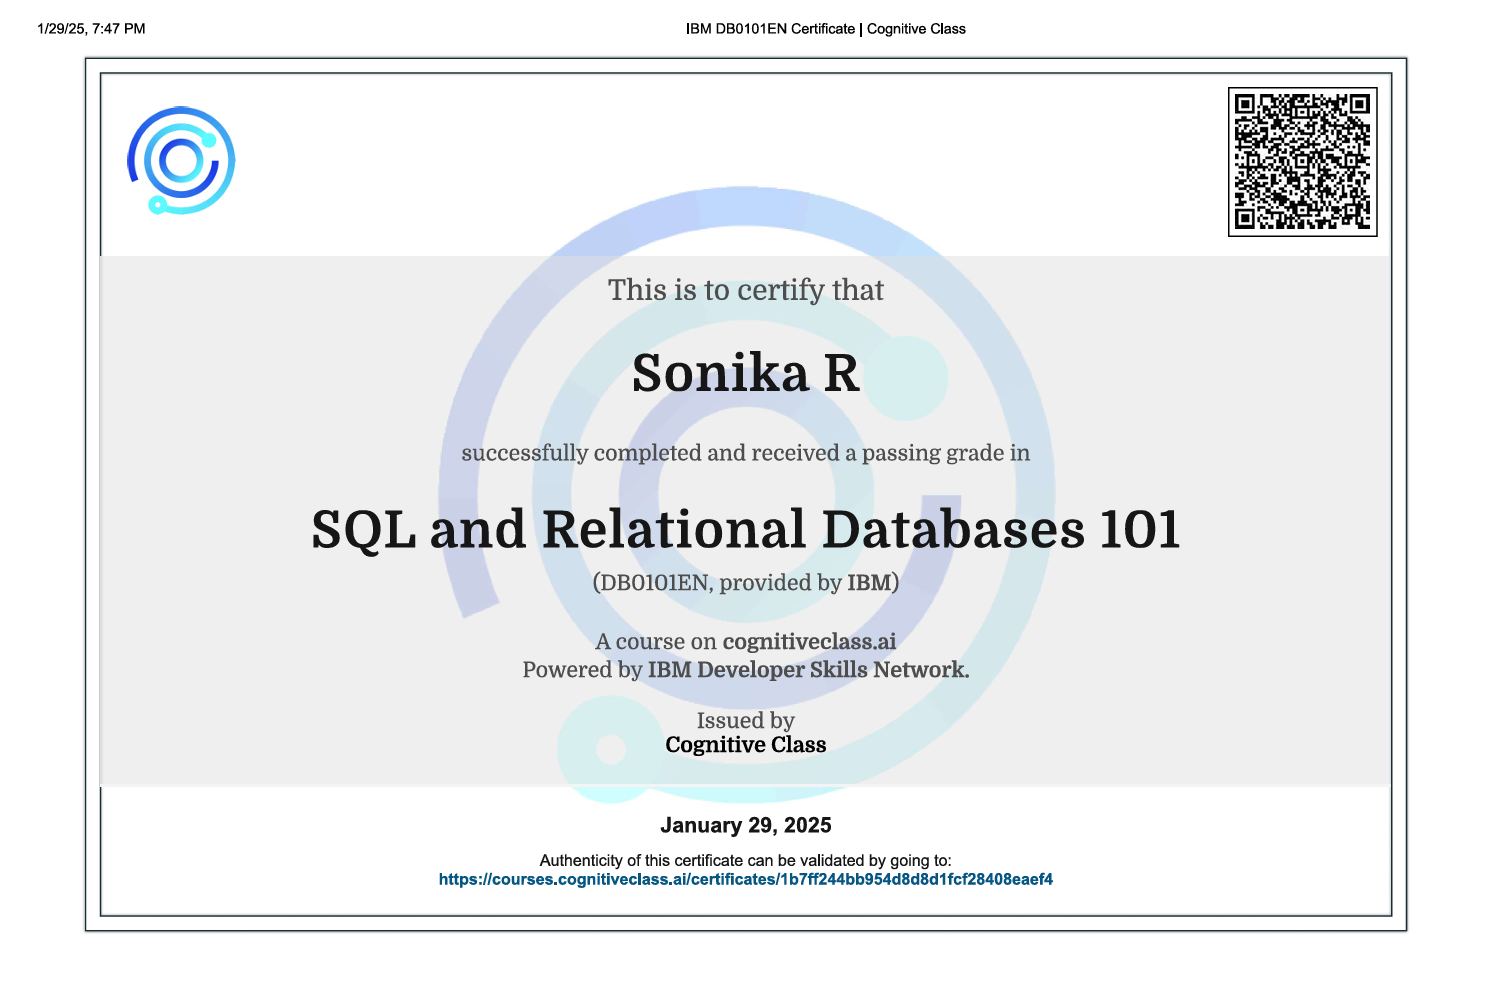 1/29/25, 7:47 PM
IBM DB0101EN Certificate | Cognitive Class
This is to certify that
Sonika R
successfully completed and received a passing grade in
SQL and Relational Databases 101
(DB0101EN, provided by IBM)
A course on cognitiveclass.ai
Powered by IBM Developer Skills Network.
Issued by
Cognitive Class
January 29, 2025
Authenticity of this certificate can be validated by going to:
https://courses.cognitiveclass.ai/certificates/1b7ff244bb954d8d8d1fcf28408eaef4